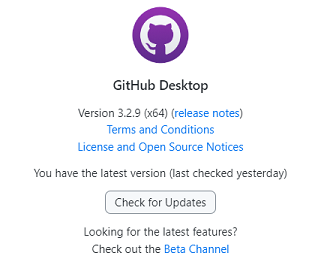 GitHub Desktop
Version 3.2.9 (x64) (release notes)
Terms and Conditions
License and Open Source Notices
You have the latest version (last checked yesterday)
Check for Updates
Looking for the latest features?
Check out the Beta Channel